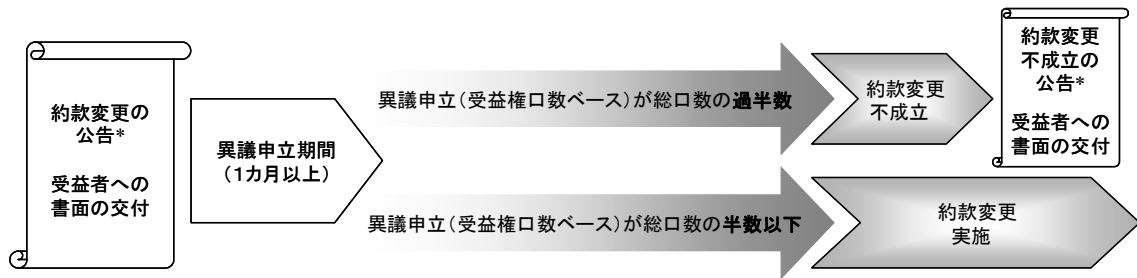 約款変更の
公告*
受益者への
書面の交付
異議申立期間
(1カ月以上)
異議申立(受益権口数ベース)が総口数の過半数
約款変更
不成立
約款変更
不成立の
公告*
受益者への
書面の交付
異議申立(受益権口数ベース)が総口数の半数以下
約款変更
実施